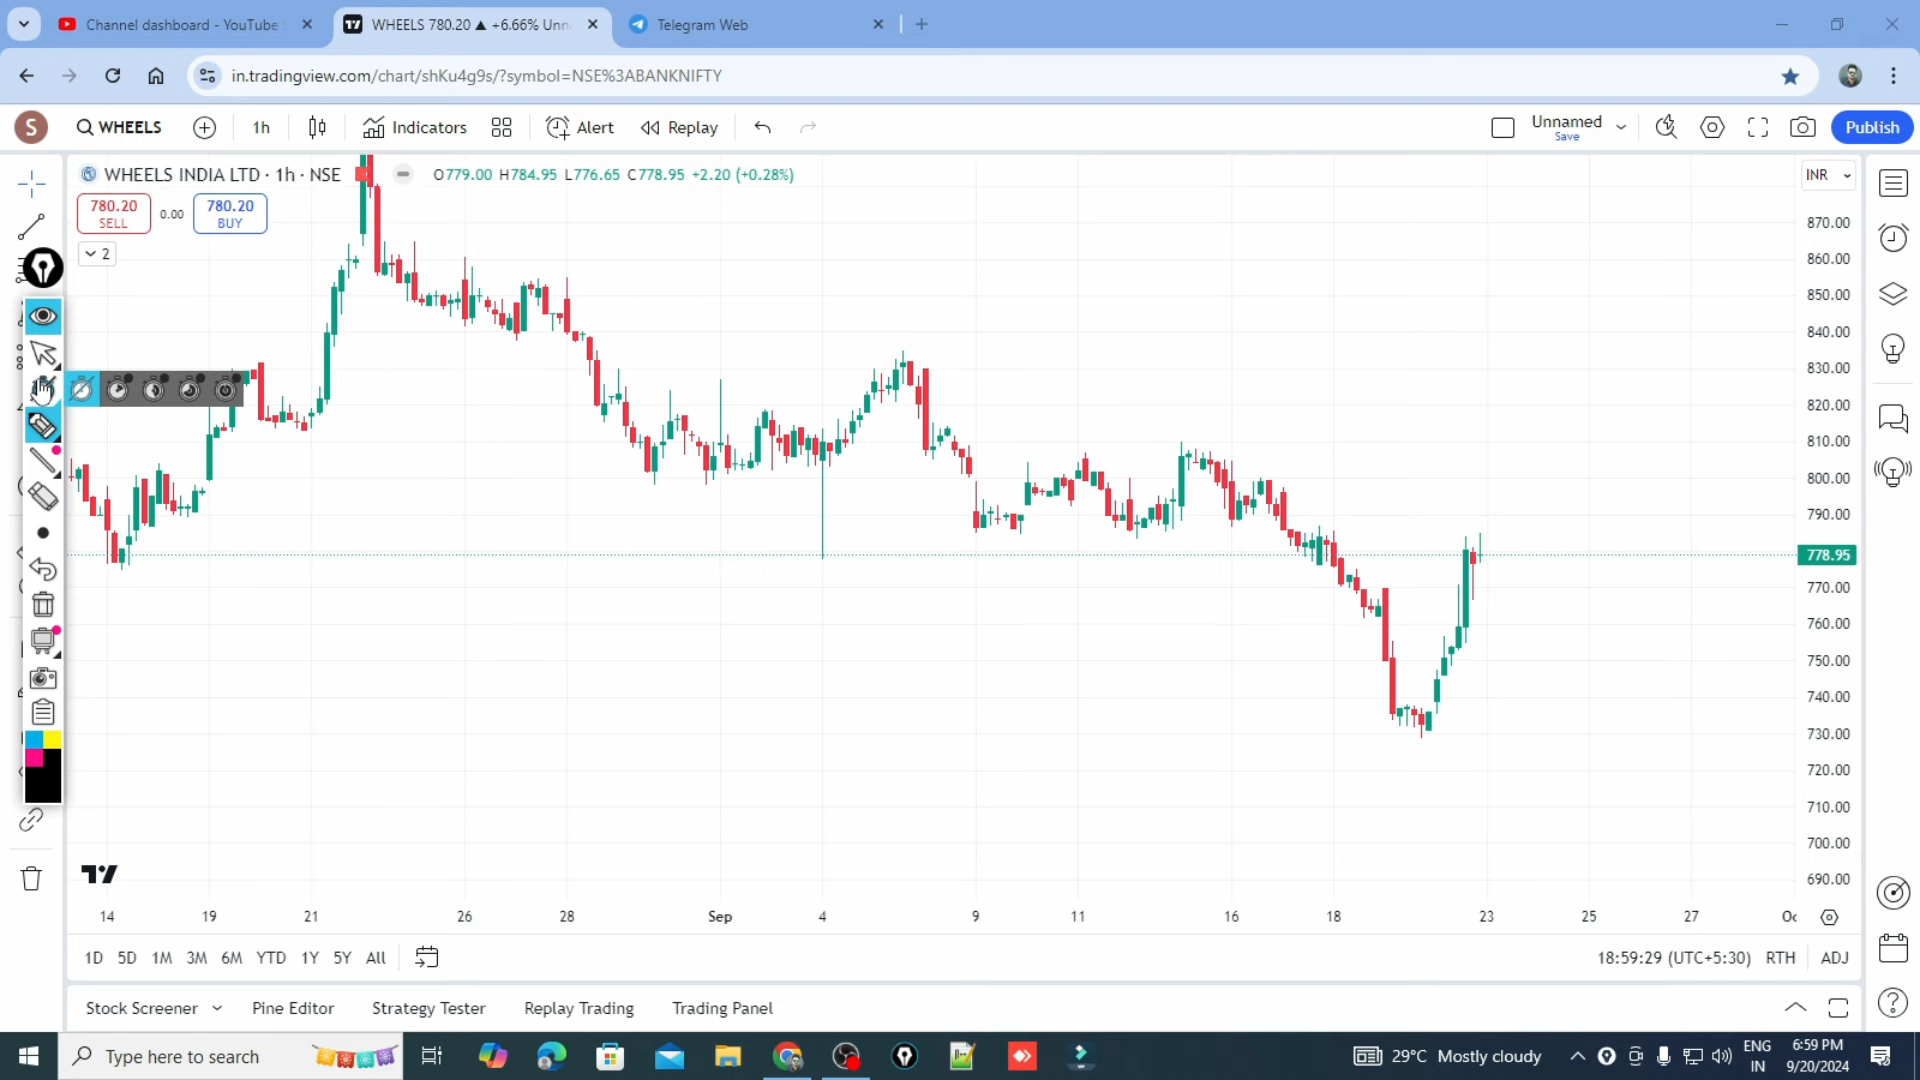 Channel dashboard - YouTube
WHEELS 780.20 ▲ +6.66% Unn
Telegram Web
in.tradingview.com/chart/shKu4g9s/?symbol=NSE%3ABANKNIFTY
S
WHEELS
1h
Indicators
Alert
Replay
Unnamed
Save
Publish
WHEELS INDIA LTD · 1h · NSE
O779.00 H784.95 L776.65 C778.95 +2.20 (+0.28%)
INR
780.20
SELL
0.00
780.20
BUY
2
870.00
860.00
850.00
840.00
830.00
820.00
810.00
800.00
790.00
778.95
770.00
760.00
750.00
740.00
730.00
720.00
710.00
700.00
690.00
14 19 21 26 28 Sep 4 9 11 16 18 23 25 27 Oc
1D 5D 1M 3M 6M YTD 1Y 5Y All
18:59:29 (UTC+5:30) RTH ADJ
Stock Screener Pine Editor Strategy Tester Replay Trading Trading Panel
Type here to search
29°C Mostly cloudy
ENG
IN
6:59 PM
9/20/2024